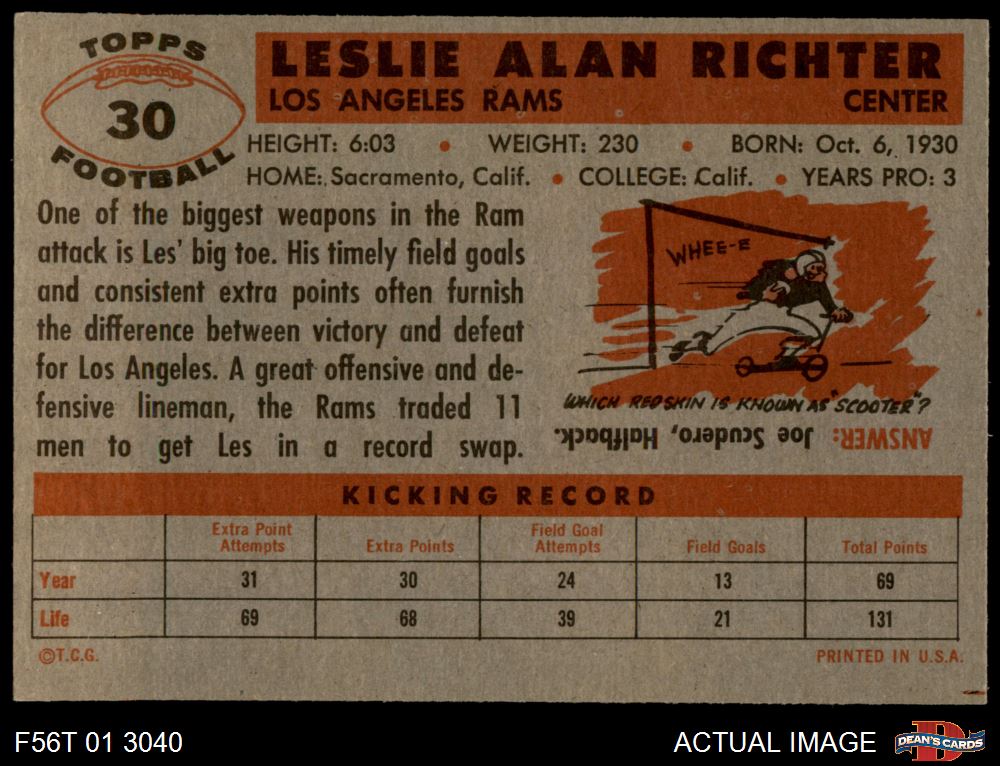 TOPPS
30
FOOTBALL
LESLIE ALAN RICHTER
LOS ANGELES RAMS CENTER
HEIGHT: 6:03 • WEIGHT: 230 • BORN: Oct. 6, 1930
HOME: Sacramento, Calif. • COLLEGE: Calif. • YEARS PRO: 3
One of the biggest weapons in the Ram
attack is Les' big toe. His timely field goals
and consistent extra points often furnish
the difference between victory and defeat
for Los Angeles. A great offensive and de-
fensive lineman, the Rams traded 11
men to get Les in a record swap.
WHEE-E
WHICH REDSKIN IS KNOWN AS "SCOOTER"?
ANSWER: Joe Scudero, Halfback.
KICKING RECORD
Extra Point Attempts Extra Points Field Goal Attempts Field Goals Total Points
Year 31 30 24 13 69
Life 69 68 39 21 131
©T.C.G. PRINTED IN U.S.A.
F56T 01 3040 ACTUAL IMAGE DEAN'S CARDS